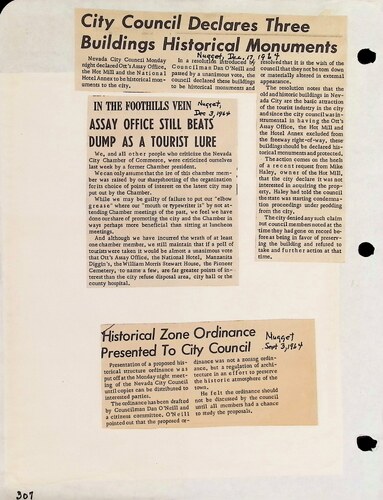 City Council Declares Three
Buildings Historical Monuments
Nugget, Dec. 17, 1964
Nevada City Council Monday
night declared Ott's Assay Office,
the Hot Mill and the National
Hotel Annex to be historical monu-
ments to the city.
In a resolution introduced by
Councilman Dan O'Neill and
passed by a unanimous vote, the
council declared these buildings
to be historical monuments and
resolved that it is the wish of the
council that they not be torn down
or materially altered in external
appearance.
The resolution notes that the
old and historic buildings in Nev-
ada City are the basic attraction
of the tourist industry in the city
and since the city council was in-
strumental in having the Ott's
Assay Office, the Hot Mill and
the Hotel Annex excluded from
the freeway right-of-way, these
buildings should be declared his-
torical monuments and protected.
The action comes on the heels
of a recent request from Mike
Haley, owner of the Hot Mill,
that the city declare it was not
interested in acquiring the prop-
erty. Haley had told the council
the state was starting condemna-
tion proceedings under pending
from the city.
The city denied any such claim
but council members noted at the
time they had gone on record be-
fore as being in favor of preserv-
ing the building and refused to
take any further action at that
time.
IN THE FOOTHILLS VEIN
Nugget,
Dec 3, 1964
ASSAY OFFICE STILL BEATS
DUMP AS A TOURIST LURE
We, and all other people who criticize the Nevada
City Chamber of Commerce, were criticized ourselves
last week by a former Chamber president.
We can only assume that the ire of this chamber mem-
ber was raised by our slaughtering of the organization
for its choice of points of interest on the latest city map
put out by the Chamber.
While we may be guilty of failing to put our "elbow
grease" where our "mouth or typewriter is" by not at-
tending Chamber meetings of the past, we feel we have
done our share of promoting the city and the Chamber in
ways perhaps more beneficial than sitting at luncheon
meetings.
And although we have incurred the wrath of at least
one chamber member, we still maintain that if a poll of
tourists were taken it would be almost a unanimous vote
that Ott's Assay Office, the National Hotel, Manzanita
Diggin's, the William Morris Stewart House, the Pioneer
Cemetery, to name a few, are far greater points of in-
terest than the city refuse disposal area, city hall or the
county hospital.
Historical Zone Ordinance
Presented To City Council
Nugget
Sept 3, 1964
Presentation of a proposed his-
torical structure ordinance was
put off at the Monday night meet-
ing of the Nevada City Council
until copies can be distributed to
interested parties.
The ordinance has been drafted
by Councilman Dan O'Neill and
a citizens committee. O'Neill
pointed out that the proposed or-
dinance was not a zoning ordin-
ance, but a regulation of archi-
tecture in an effort to preserve
the historic atmosphere of the
town.
He felt the ordinance should
not be discussed by the council
until all members had a chance
to study the proposals.
307